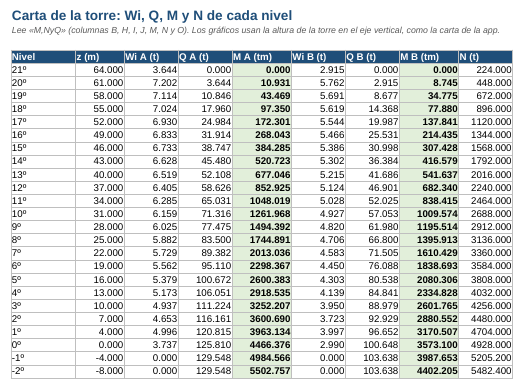 Carta de la torre: Wi, Q, M y N de cada nivel
Lee «M,NyQ» (columnas B, H, I, J, M, N y O). Los gráficos usan la altura de la torre en el eje vertical, como la carta de la app.
Nivel z (m) Wi A (t) Q A (t) M A (tm) Wi B (t) Q B (t) M B (tm) N (t)
21º 64.000 3.644 0.000 0.000 2.915 0.000 0.000 224.000
20º 61.000 7.202 3.644 10.931 5.762 2.915 8.745 448.000
19º 58.000 7.114 10.846 43.469 5.691 8.677 34.775 672.000
18º 55.000 7.024 17.960 97.350 5.619 14.368 77.880 896.000
17º 52.000 6.930 24.984 172.301 5.544 19.987 137.841 1120.000
16º 49.000 6.833 31.914 268.043 5.466 25.531 214.435 1344.000
15º 46.000 6.733 38.747 384.285 5.386 30.998 307.428 1568.000
14º 43.000 6.628 45.480 520.723 5.302 36.384 416.579 1792.000
13º 40.000 6.519 52.108 677.046 5.215 41.686 541.637 2016.000
12º 37.000 6.405 58.626 852.925 5.124 46.901 682.340 2240.000
11º 34.000 6.285 65.031 1048.019 5.028 52.025 838.415 2464.000
10º 31.000 6.159 71.316 1261.968 4.927 57.053 1009.574 2688.000
9º 28.000 6.025 77.475 1494.392 4.820 61.980 1195.514 2912.000
8º 25.000 5.882 83.500 1744.891 4.706 66.800 1395.913 3136.000
7º 22.000 5.729 89.382 2013.036 4.583 71.505 1610.429 3360.000
6º 19.000 5.562 95.110 2298.367 4.450 76.088 1838.693 3584.000
5º 16.000 5.379 100.672 2600.383 4.303 80.538 2080.306 3808.000
4º 13.000 5.173 106.051 2918.535 4.139 84.841 2334.828 4032.000
3º 10.000 4.937 111.224 3252.207 3.950 88.979 2601.765 4256.000
2º 7.000 4.653 116.161 3600.690 3.723 92.929 2880.552 4480.000
1º 4.000 4.996 120.815 3963.134 3.997 96.652 3170.507 4704.000
0º 0.000 3.737 125.810 4466.376 2.990 100.648 3573.100 4928.000
-1º -4.000 0.000 129.548 4984.566 0.000 103.638 3987.653 5205.200
-2º -8.000 0.000 129.548 5502.757 0.000 103.638 4402.205 5482.400